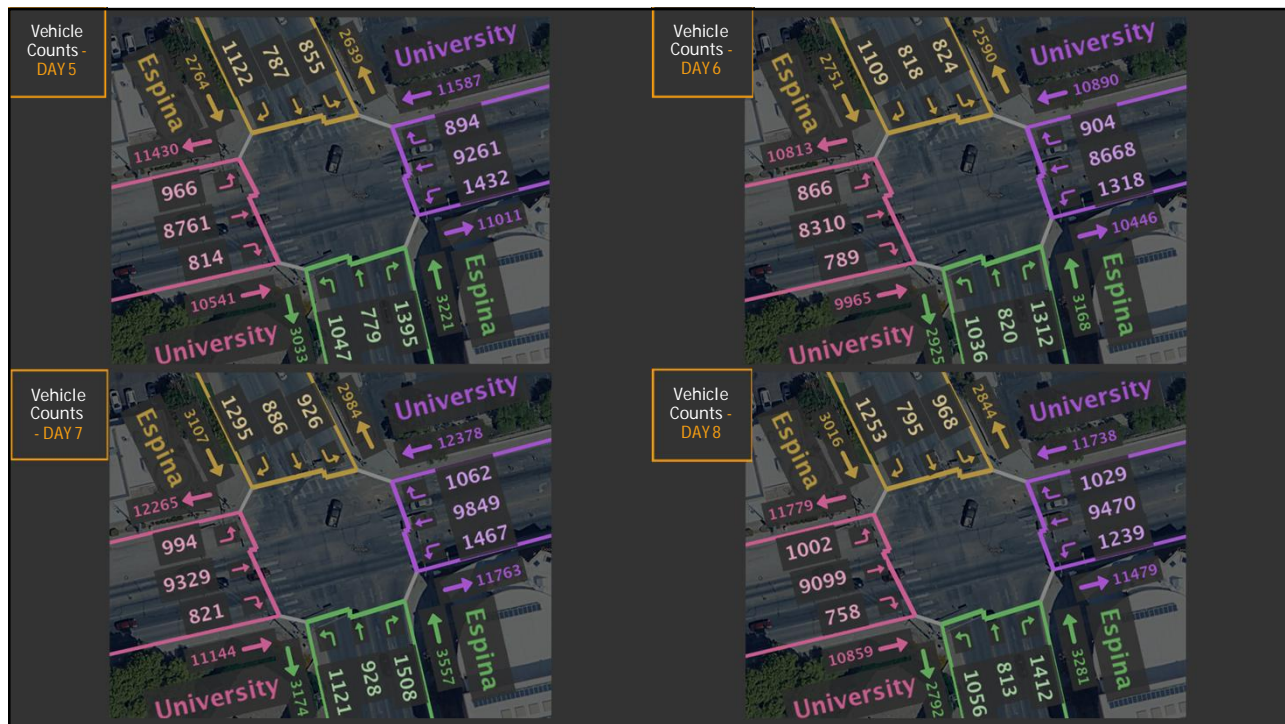 Vehicle
Counts -
DAY 5
Espina
2764
1122
787
855
2639
University
11587
11430
894
9261
1432
966
8761
814
11011
10541
3033
1047
779
1395
3221
Espina
University
Vehicle
Counts -
DAY 6
Espina
2751
1109
818
824
2590
University
10890
10813
904
8668
1318
866
8310
789
10446
9965
2925
1036
820
1312
3168
Espina
University
Vehicle
Counts
- DAY 7
Espina
3107
1295
886
926
2984
University
12378
12265
1062
9849
1467
994
9329
821
11763
11144
3174
1121
928
1508
3557
Espina
University
Vehicle
Counts -
DAY 8
Espina
3016
1253
795
968
2844
University
11738
11779
1029
9470
1239
1002
9099
758
11479
10859
2792
1056
813
1412
3281
Espina
University